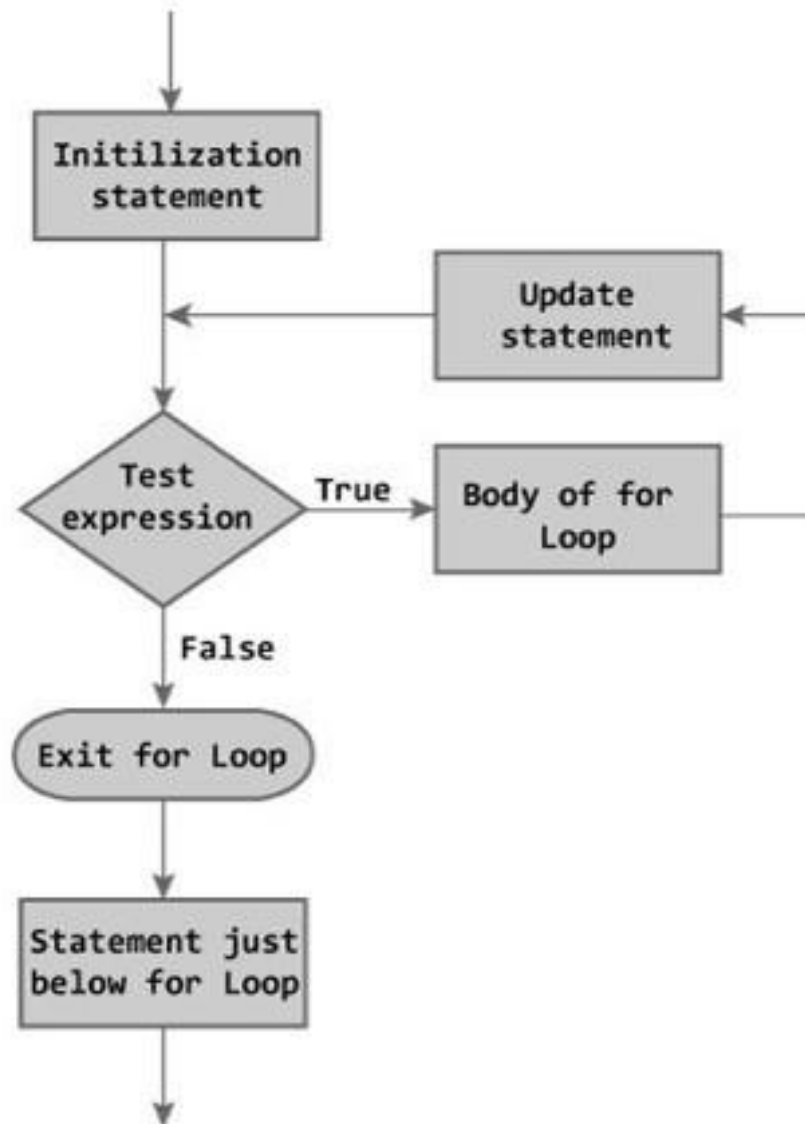 Initilization
statement
Update
statement
Test
expression
True
Body of for
Loop
False
Exit for Loop
Statement just
below for Loop